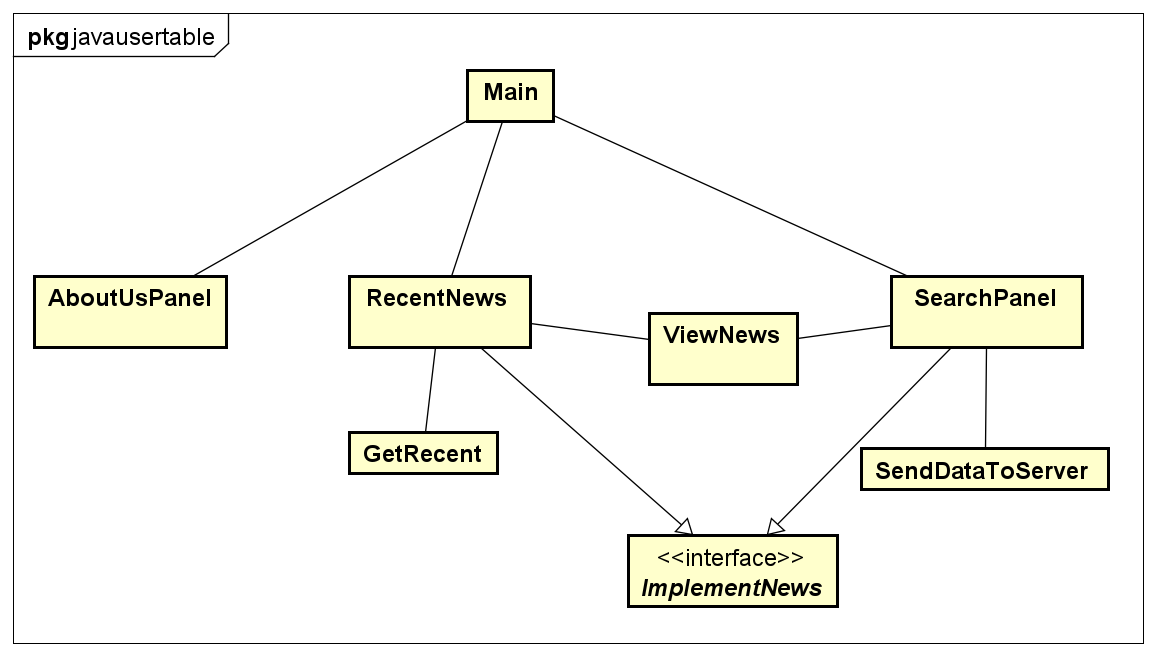 pkg javausertable
Main
AboutUsPanel
RecentNews
SearchPanel
ViewNews
GetRecent
SendDataToServer
<<interface>>
ImplementNews